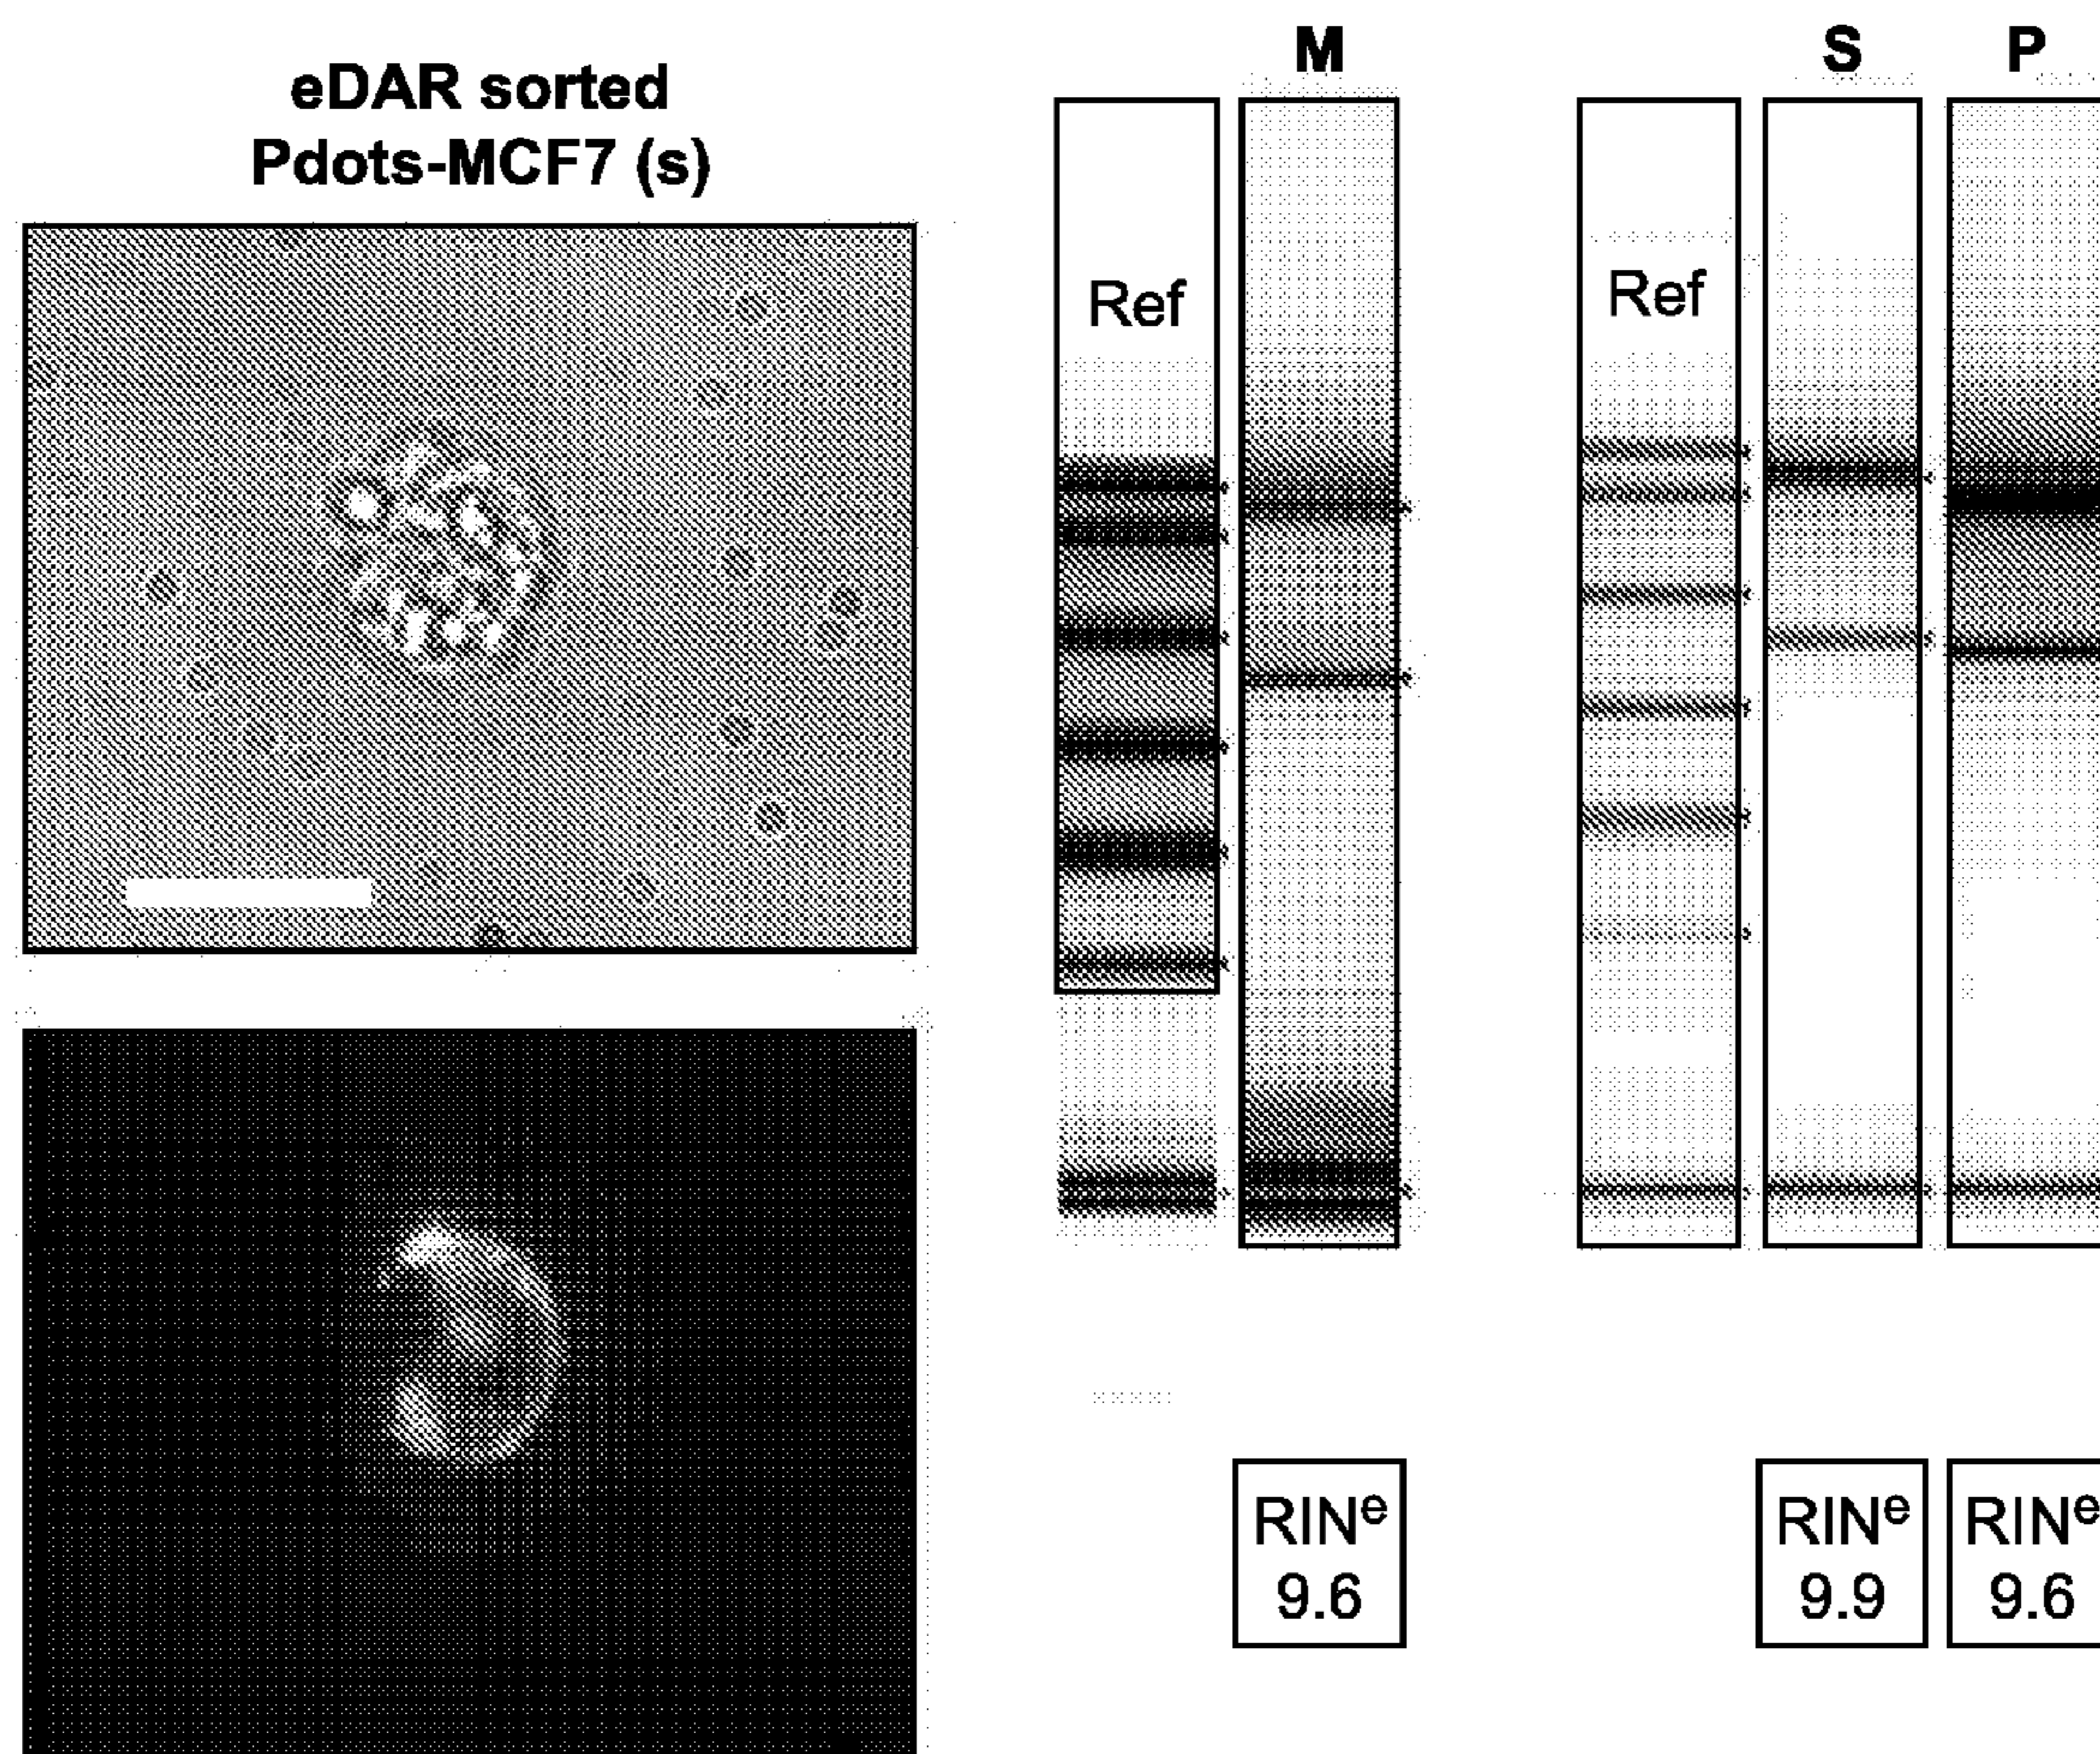 eDAR sorted
Pdots-MCF7 (s)
M
S
P
Ref
Ref
RINᵉ
9.6
RINᵉ
9.9
RINᵉ
9.6